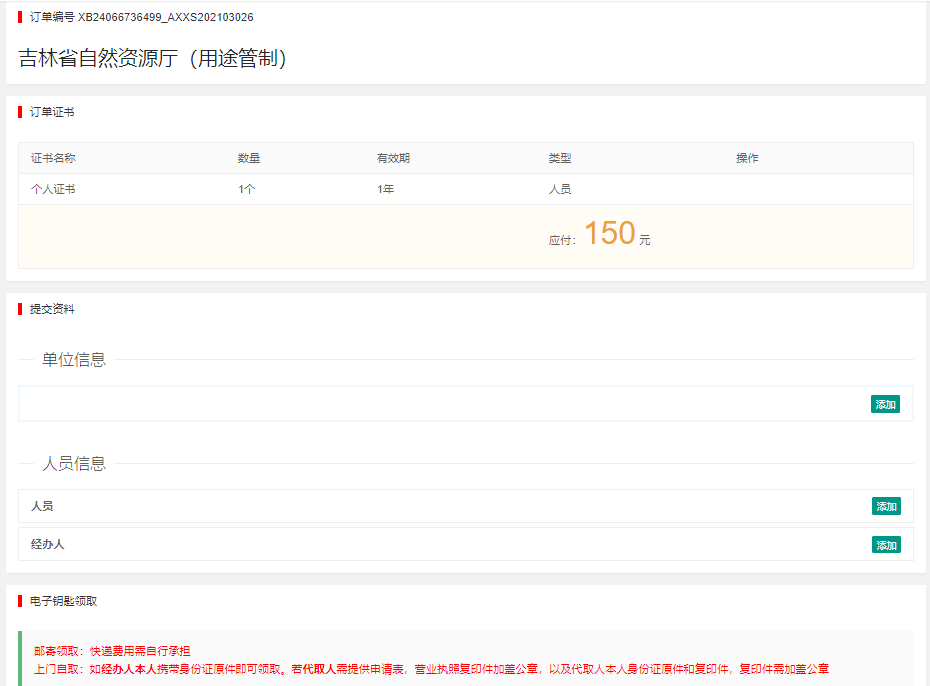 订单编号 XB24066736499_AXXS202103026
吉林省自然资源厅（用途管制）
订单证书
证书名称 数量 有效期 类型 操作
个人证书 1个 1年 人员
应付： 150 元
提交资料
单位信息
添加
人员信息
人员 添加
经办人 添加
电子钥匙领取
邮寄领取：快递费用需自行承担
上门自取：如经办人本人携带身份证原件即可领取。若代取人需提供申请表，营业执照复印件加盖公章，以及代取人本人身份证原件和复印件，复印件需加盖公章